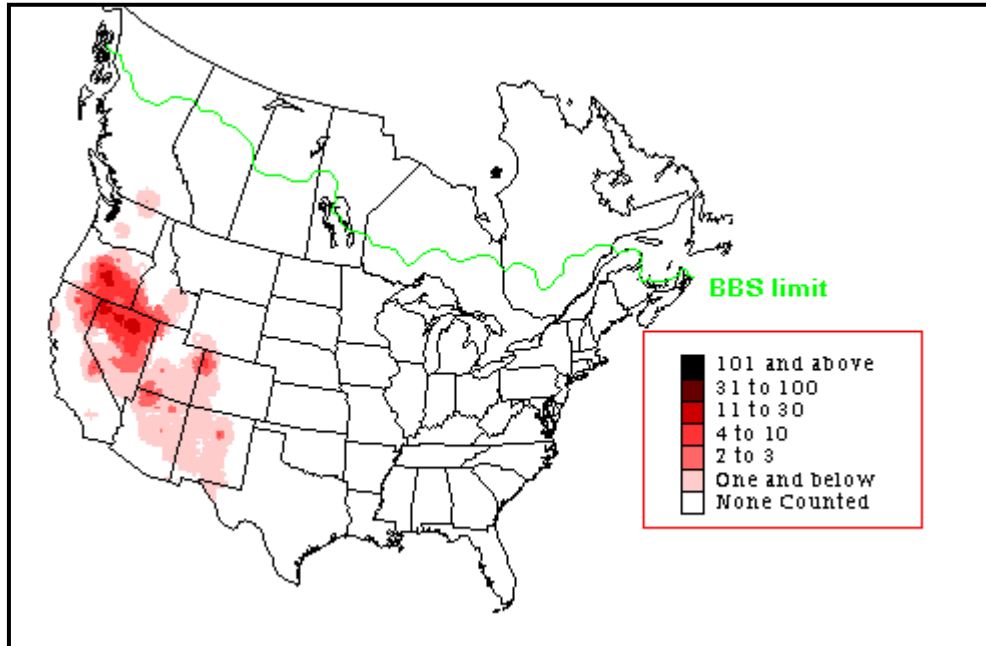 BBS limit
101 and above
31 to 100
11 to 30
4 to 10
2 to 3
One and below
None Counted